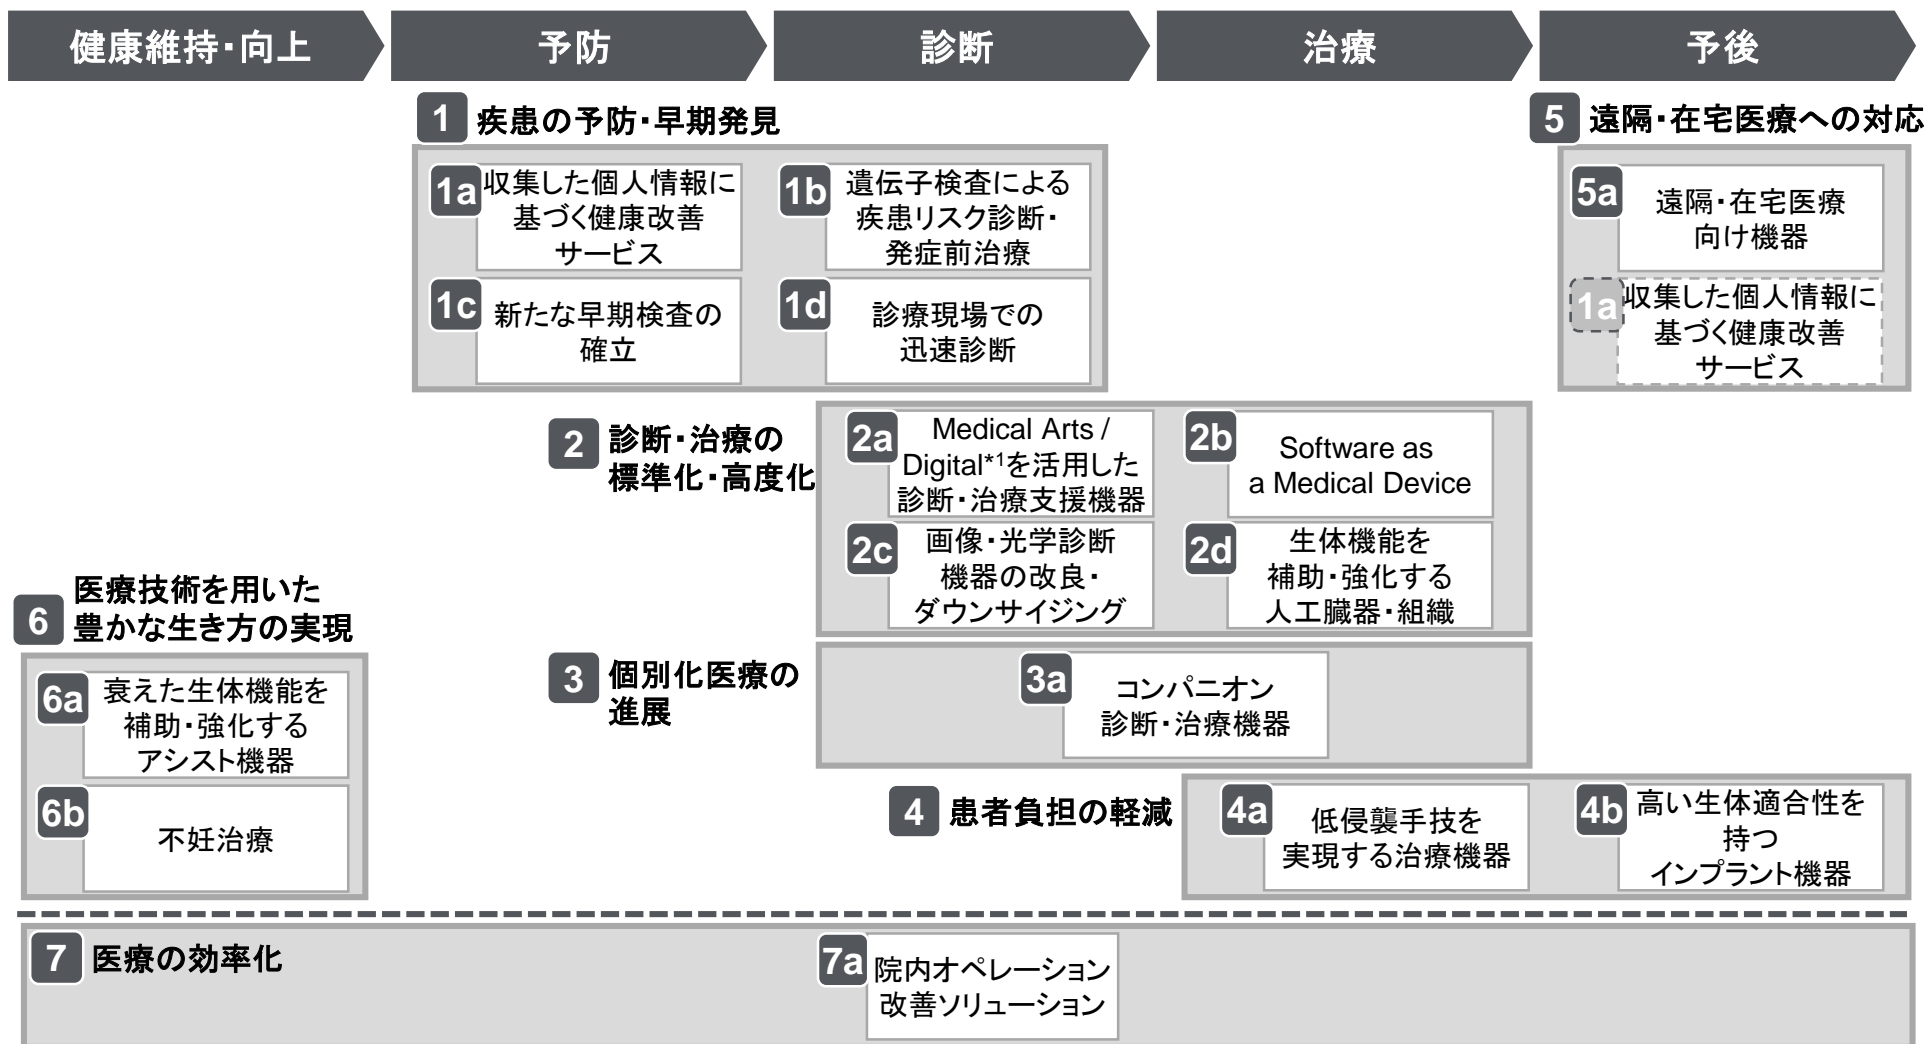 健康維持・向上
予防
診断
治療
予後
1 疾患の予防・早期発見
1a
収集した個人情報に
基づく健康改善
サービス
1b
遺伝子検査による
疾患リスク診断・
発症前治療
1c
新たな早期検査の
確立
1d
診療現場での
迅速診断
5 遠隔・在宅医療への対応
5a
遠隔・在宅医療
向け機器
1a
収集した個人情報に
基づく健康改善
サービス
2 診断・治療の
標準化・高度化
2a
Medical Arts /
Digital*1を活用した
診断・治療支援機器
2b
Software as
a Medical Device
2c
画像・光学診断
機器の改良・
ダウンサイジング
2d
生体機能を
補助・強化する
人工臓器・組織
6 医療技術を用いた
豊かな生き方の実現
6a
衰えた生体機能を
補助・強化する
アシスト機器
6b
不妊治療
3 個別化医療の
進展
3a
コンパニオン
診断・治療機器
4 患者負担の軽減
4a
低侵襲手技を
実現する治療機器
4b
高い生体適合性を
持つ
インプラント機器
7 医療の効率化
7a
院内オペレーション
改善ソリューション